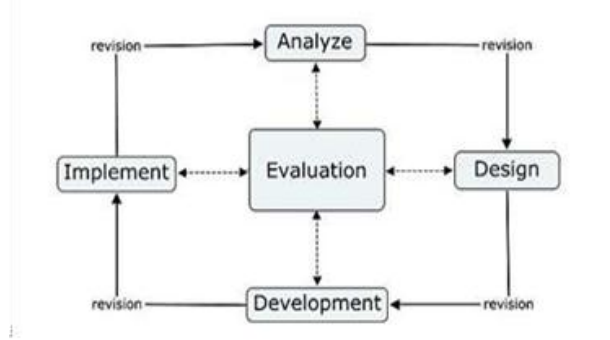 revision
Analyze
revision
Implement
Evaluation
Design
revision
Development
revision